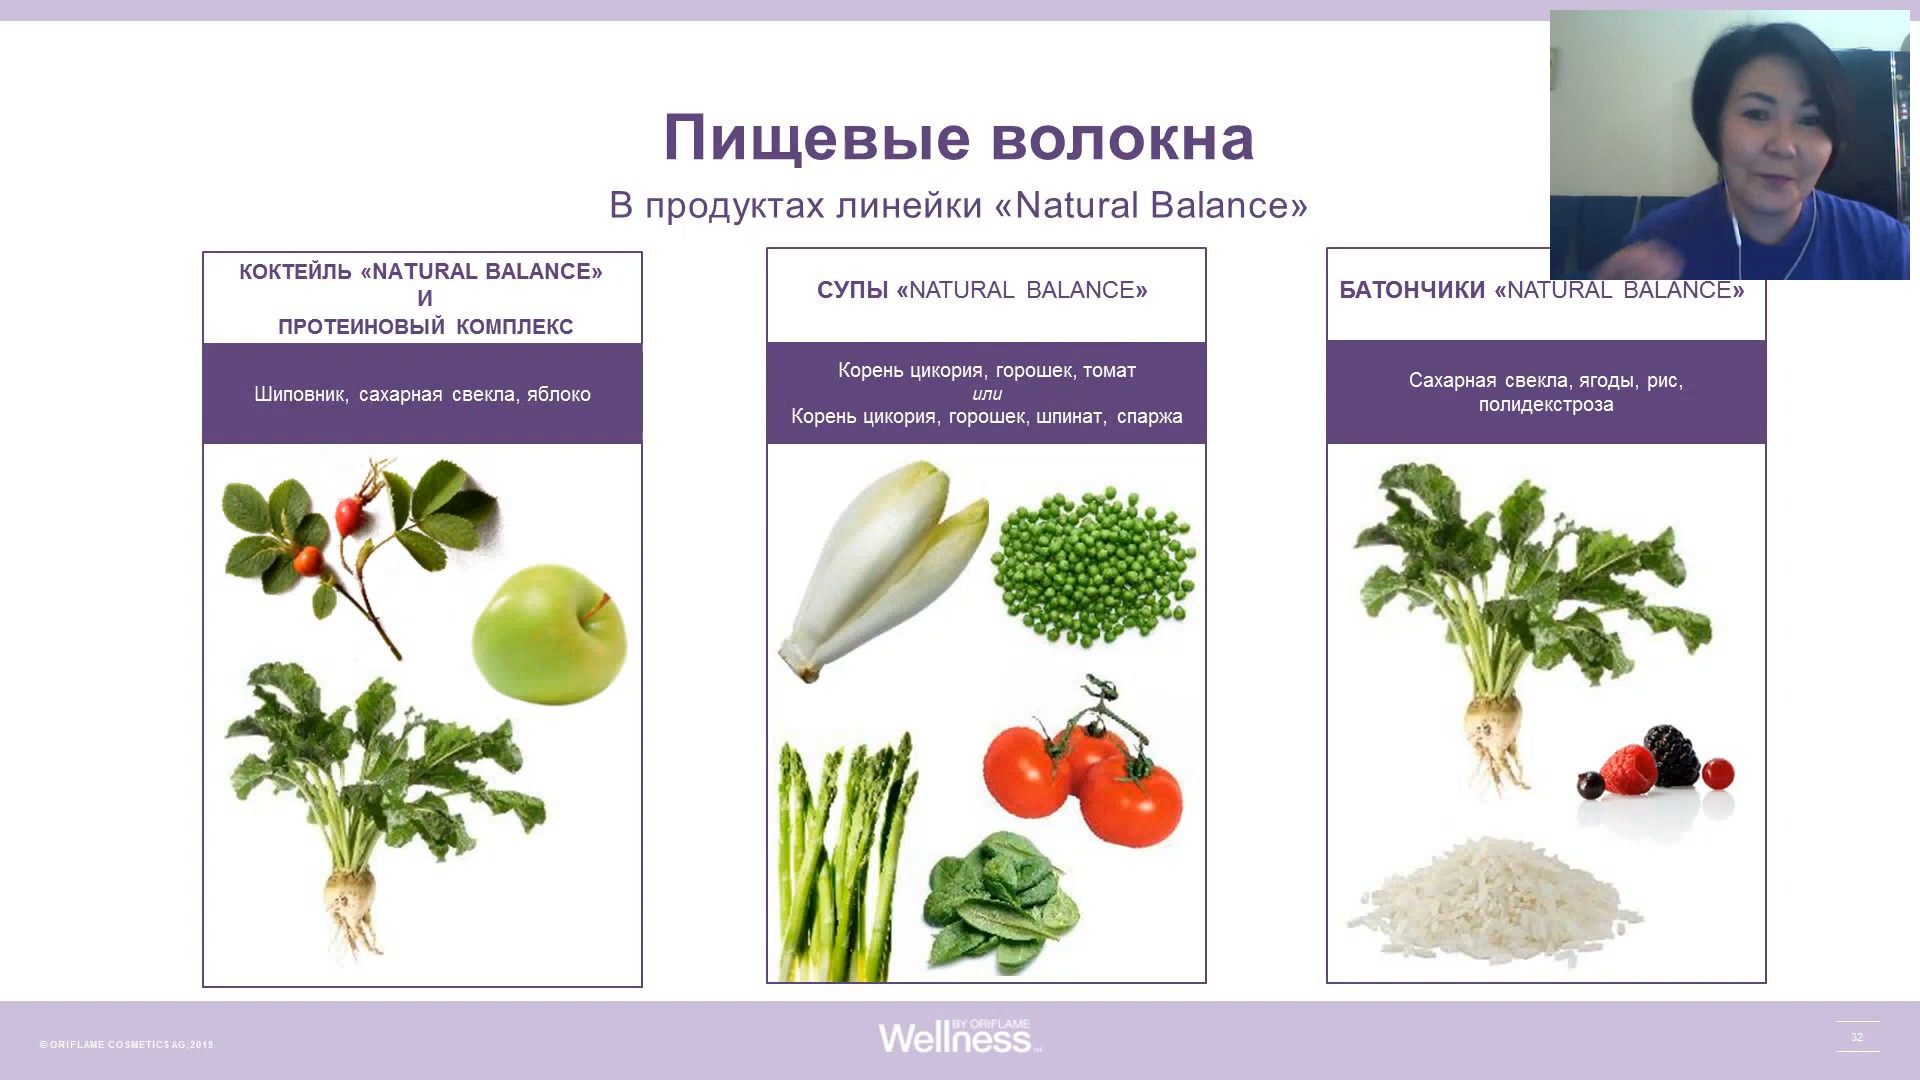 Пищевые волокна
В продуктах линейки «Natural Balance»
КОКТЕЙЛЬ «NATURAL BALANCE»
И
ПРОТЕИНОВЫЙ КОМПЛЕКС
Шиповник, сахарная свекла, яблоко
СУПЫ «NATURAL BALANCE»
Корень цикория, горошек, томат
или
Корень цикория, горошек, шпинат, спаржа
БАТОНЧИКИ «NATURAL BALANCE»
Сахарная свекла, ягоды, рис,
полидекстроза
© ORIFLAME COSMETICS AG, 2019
BY ORIFLAME
Wellness
32